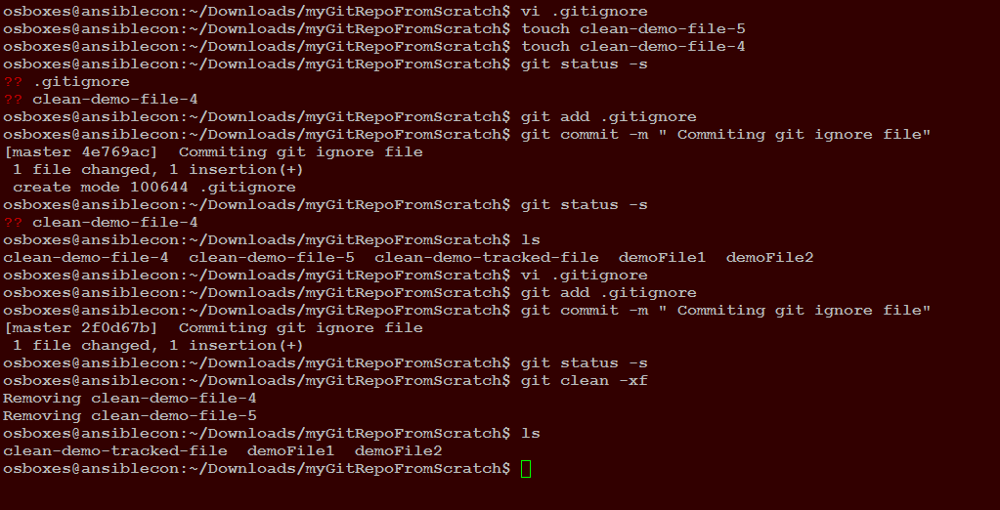 osboxes@ansiblecon:~/Downloads/myGitRepoFromScratch$ vi .gitignore
osboxes@ansiblecon:~/Downloads/myGitRepoFromScratch$ touch clean-demo-file-5
osboxes@ansiblecon:~/Downloads/myGitRepoFromScratch$ touch clean-demo-file-4
osboxes@ansiblecon:~/Downloads/myGitRepoFromScratch$ git status -s
?? .gitignore
?? clean-demo-file-4
osboxes@ansiblecon:~/Downloads/myGitRepoFromScratch$ git add .gitignore
osboxes@ansiblecon:~/Downloads/myGitRepoFromScratch$ git commit -m " Commiting git ignore file"
[master 4e769ac]  Commiting git ignore file
 1 file changed, 1 insertion(+)
 create mode 100644 .gitignore
osboxes@ansiblecon:~/Downloads/myGitRepoFromScratch$ git status -s
?? clean-demo-file-4
osboxes@ansiblecon:~/Downloads/myGitRepoFromScratch$ ls
clean-demo-file-4  clean-demo-file-5  clean-demo-tracked-file  demoFile1  demoFile2
osboxes@ansiblecon:~/Downloads/myGitRepoFromScratch$ vi .gitignore
osboxes@ansiblecon:~/Downloads/myGitRepoFromScratch$ git add .gitignore
osboxes@ansiblecon:~/Downloads/myGitRepoFromScratch$ git commit -m " Commiting git ignore file"
[master 2f0d67b]  Commiting git ignore file
 1 file changed, 1 insertion(+)
osboxes@ansiblecon:~/Downloads/myGitRepoFromScratch$ git status -s
osboxes@ansiblecon:~/Downloads/myGitRepoFromScratch$ git clean -xf
Removing clean-demo-file-4
Removing clean-demo-file-5
osboxes@ansiblecon:~/Downloads/myGitRepoFromScratch$ ls
clean-demo-tracked-file  demoFile1  demoFile2
osboxes@ansiblecon:~/Downloads/myGitRepoFromScratch$